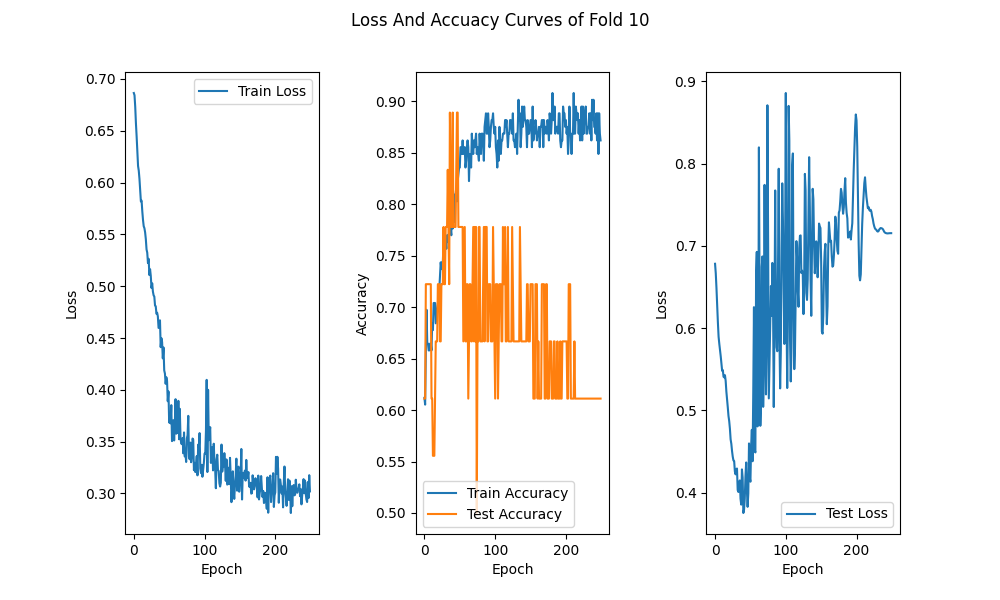 Loss And Accuacy Curves of Fold 10
0.70
0.65
0.60
0.55
0.50
0.45
0.40
0.35
0.30
Loss
0 100 200
Epoch
Train Loss
0.90
0.85
0.80
0.75
0.70
0.65
0.60
0.55
0.50
Accuracy
0 100 200
Epoch
Train Accuracy
Test Accuracy
0.9
0.8
0.7
0.6
0.5
0.4
Loss
0 100 200
Epoch
Test Loss